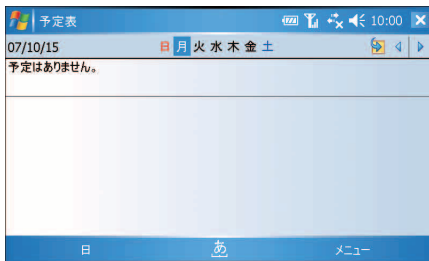 予定表 10:00
07/10/15 日 月 火 水 木 金 土
予定はありません。
日 あ メニュー